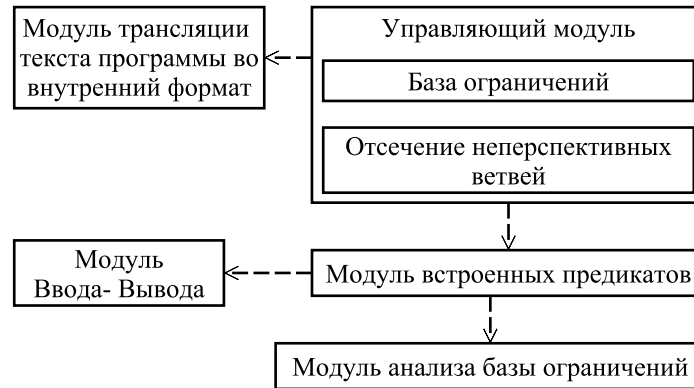 Модуль трансляции
текста программы во
внутренний формат
Управляющий модуль
База ограничений
Отсечение неперспективных
ветвей
Модуль
Ввода- Вывода
Модуль встроенных предикатов
Модуль анализа базы ограничений